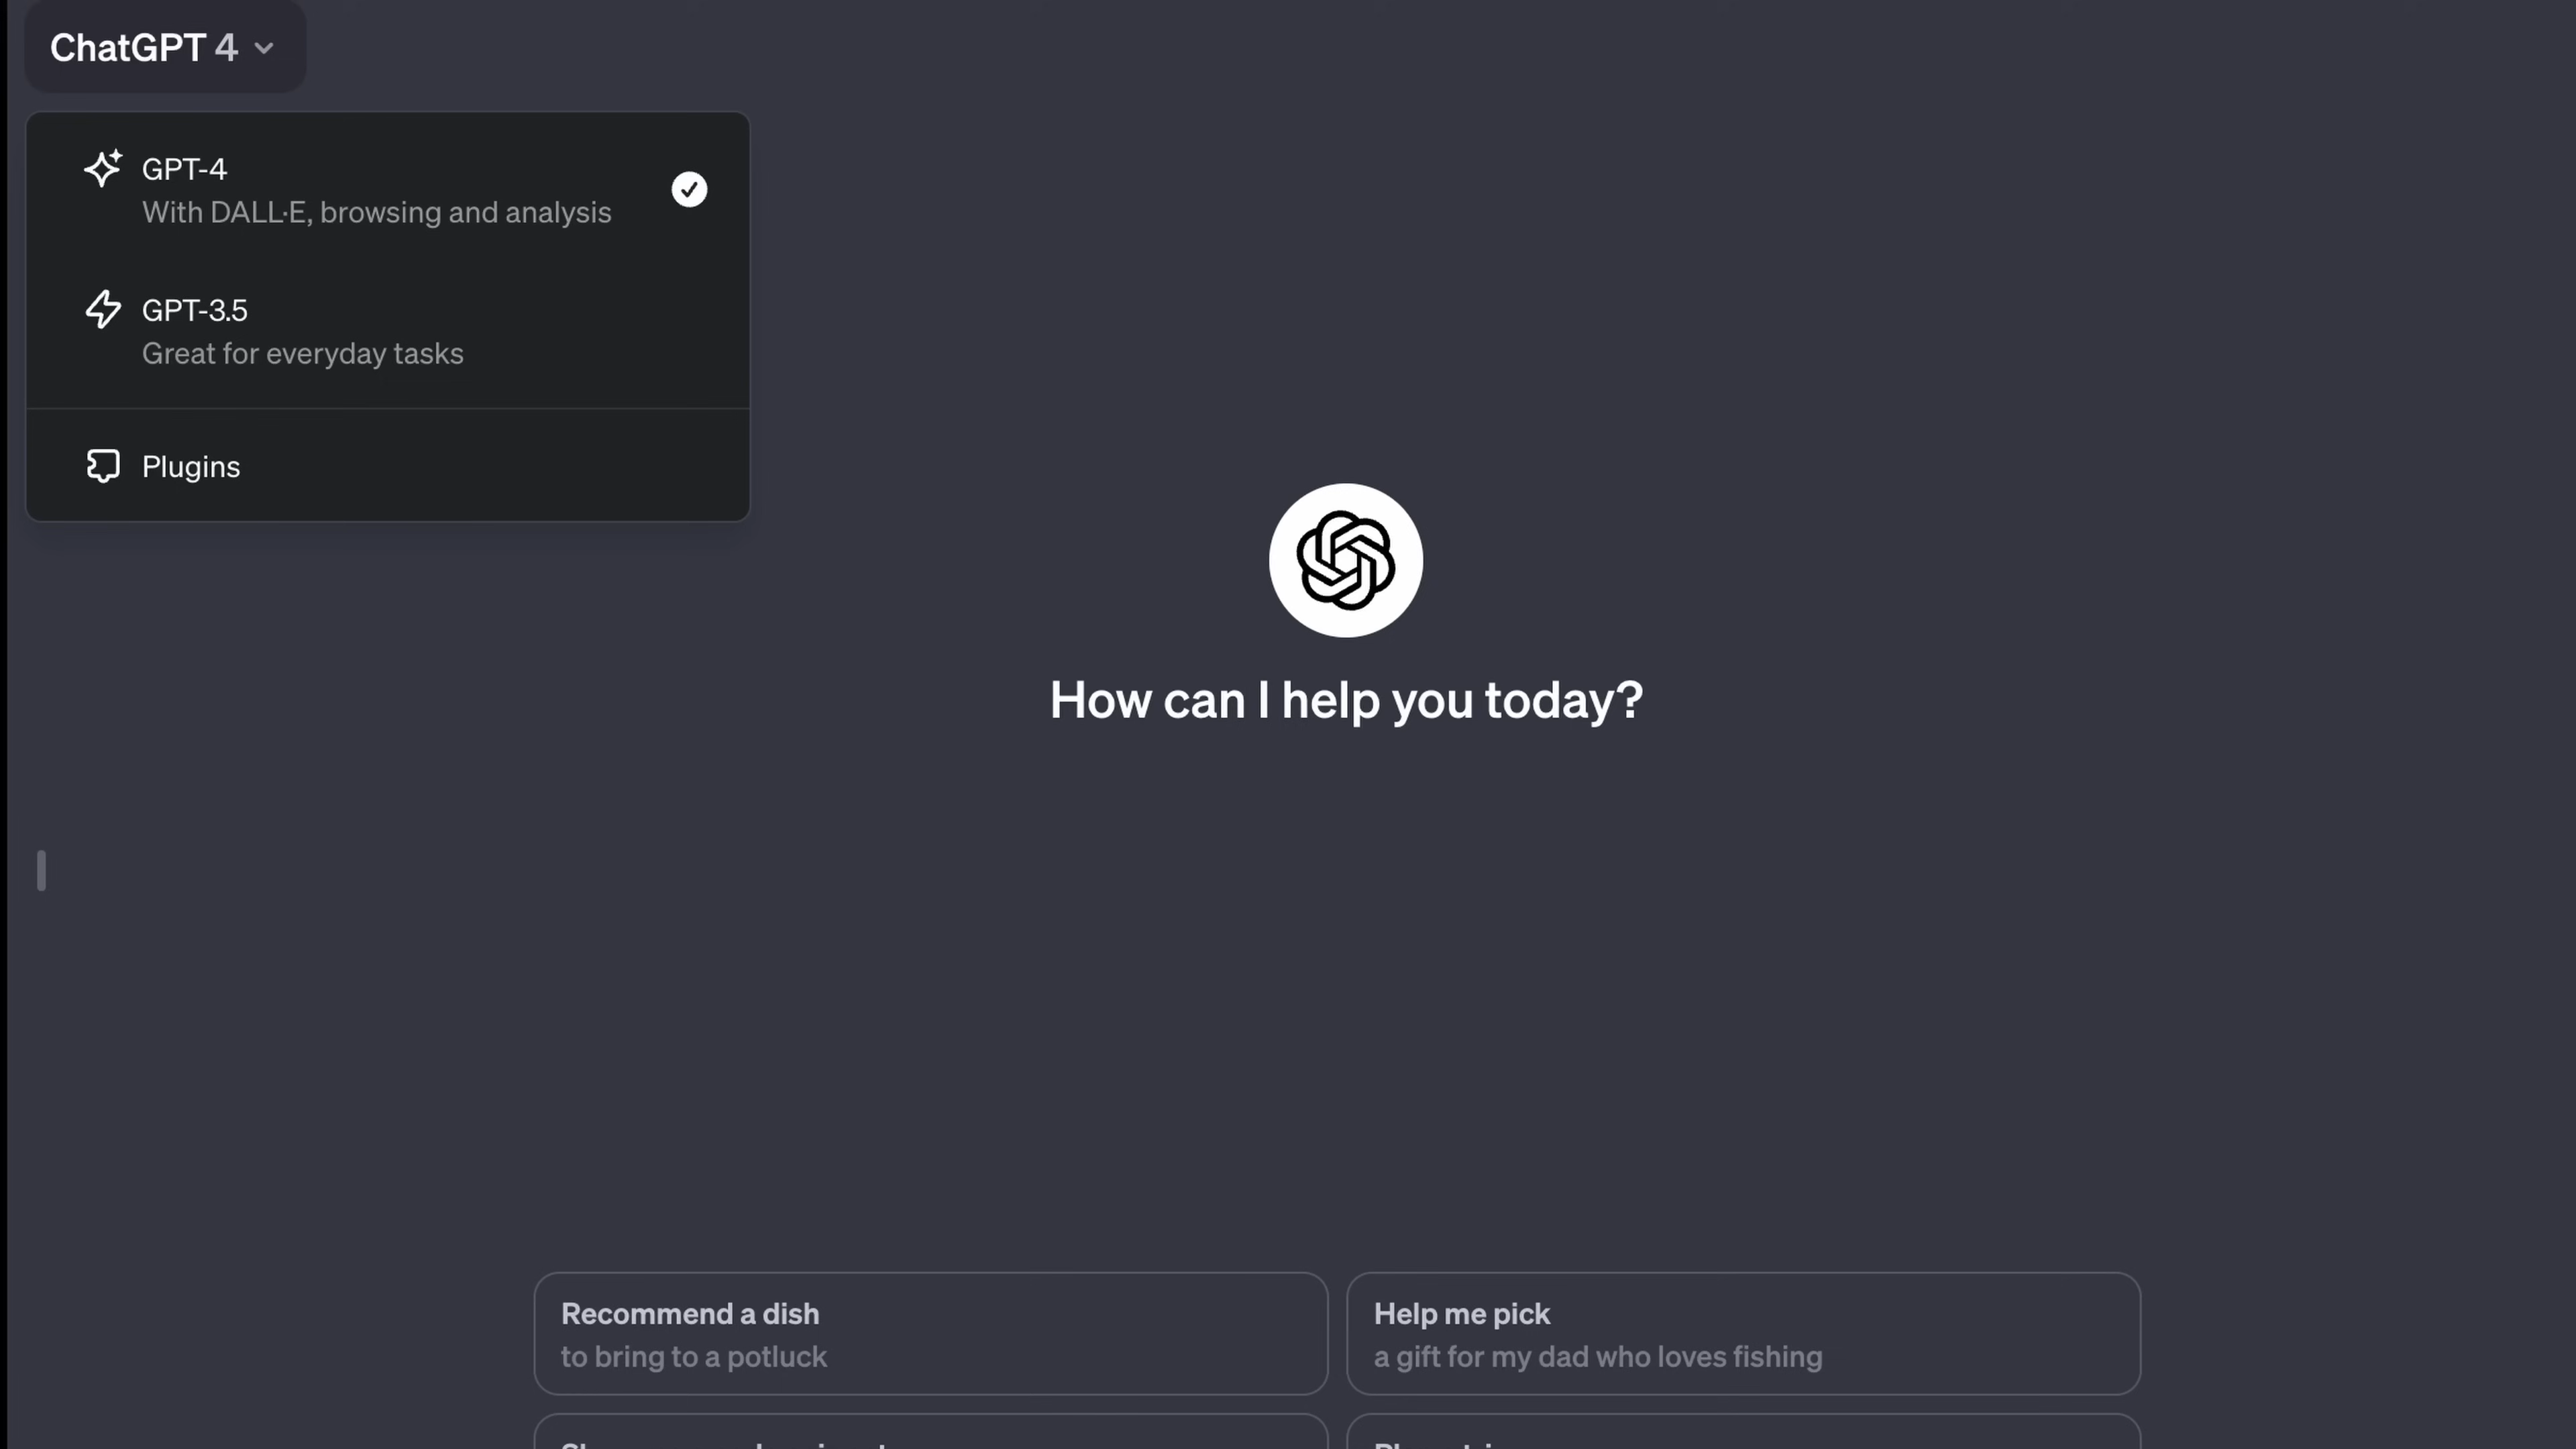 ChatGPT 4
GPT-4
With DALL·E, browsing and analysis
GPT-3.5
Great for everyday tasks
Plugins
How can I help you today?
Recommend a dish
to bring to a potluck
Help me pick
a gift for my dad who loves fishing